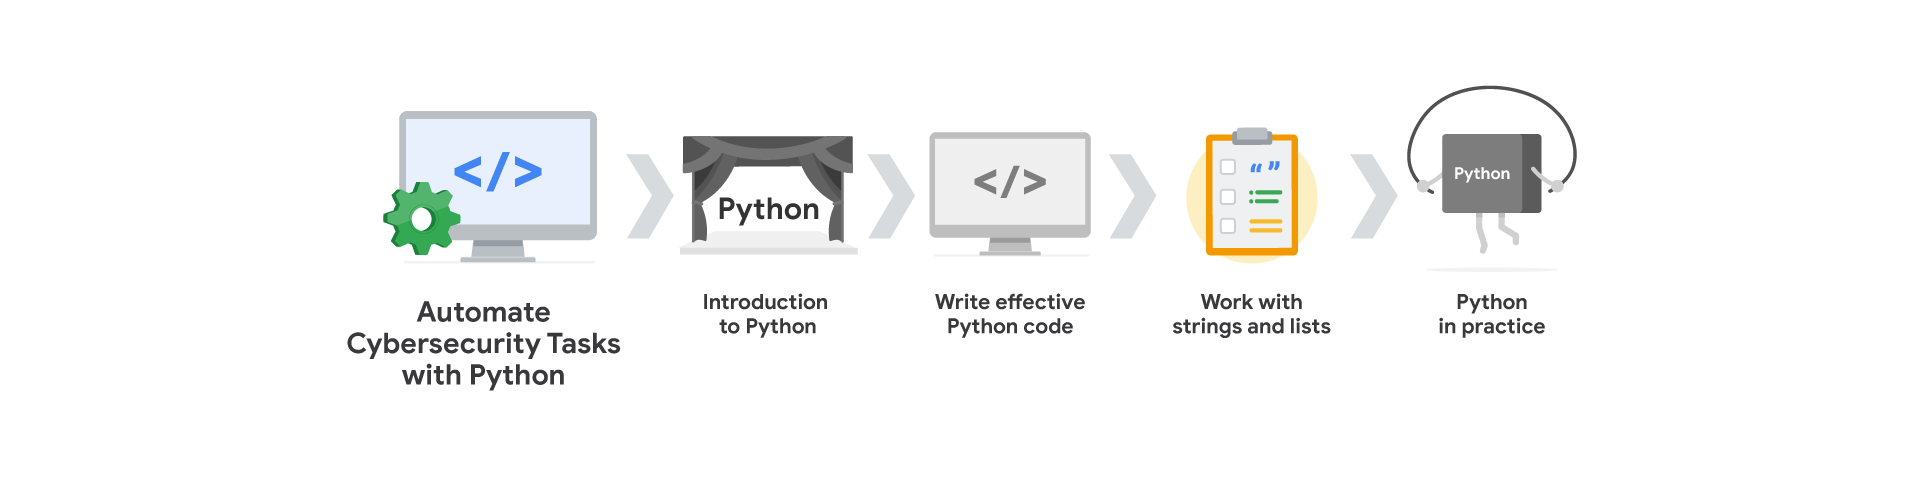 </>
Automate
Cybersecurity Tasks
with Python
Python
Introduction
to Python
</>
Write effective
Python code
“ ”
Work with
strings and lists
Python
Python
in practice